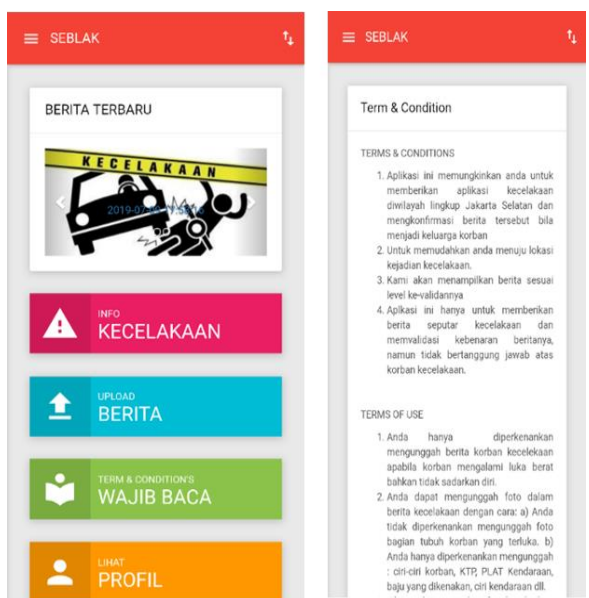 SEBLAK
BERITA TERBARU
KECELAKAAN
INFO
KECELAKAAN
UPLOAD
BERITA
TERM & CONDITION'S
WAJIB BACA
LIHAT
PROFIL
SEBLAK
Term & Condition
TERMS & CONDITIONS
1. Aplikasi ini memungkinkan anda untuk
memberikan aplikasi kecelakaan
diwilayah lingkup Jakarta Selatan dan
mengkonfirmasi berita tersebut bila
menjadi keluarga korban
2. Untuk memudahkan anda menuju lokasi
kejadian kecelakaan.
3. Kami akan menampilkan berita sesuai
level ke-validannya
4. Aplkasi ini hanya untuk memberikan
berita seputar kecelakaan dan
memvalidasi kebenaran beritanya,
namun tidak bertanggung jawab atas
korban kecelakaan.
TERMS OF USE
1. Anda hanya diperkenankan
mengunggah berita korban kecelekaan
apabila korban mengalami luka berat
bahkan tidak sadarkan diri.
2. Anda dapat mengunggah foto dalam
berita kecelakaan dengan cara: a) Anda
tidak diperkenankan mengunggah foto
bagian tubuh korban yang terluka. b)
Anda hanya diperkenankan mengunggah
: ciri-ciri korban, KTP, PLAT Kendaraan,
baju yang dikenakan, ciri kendaraan dll.